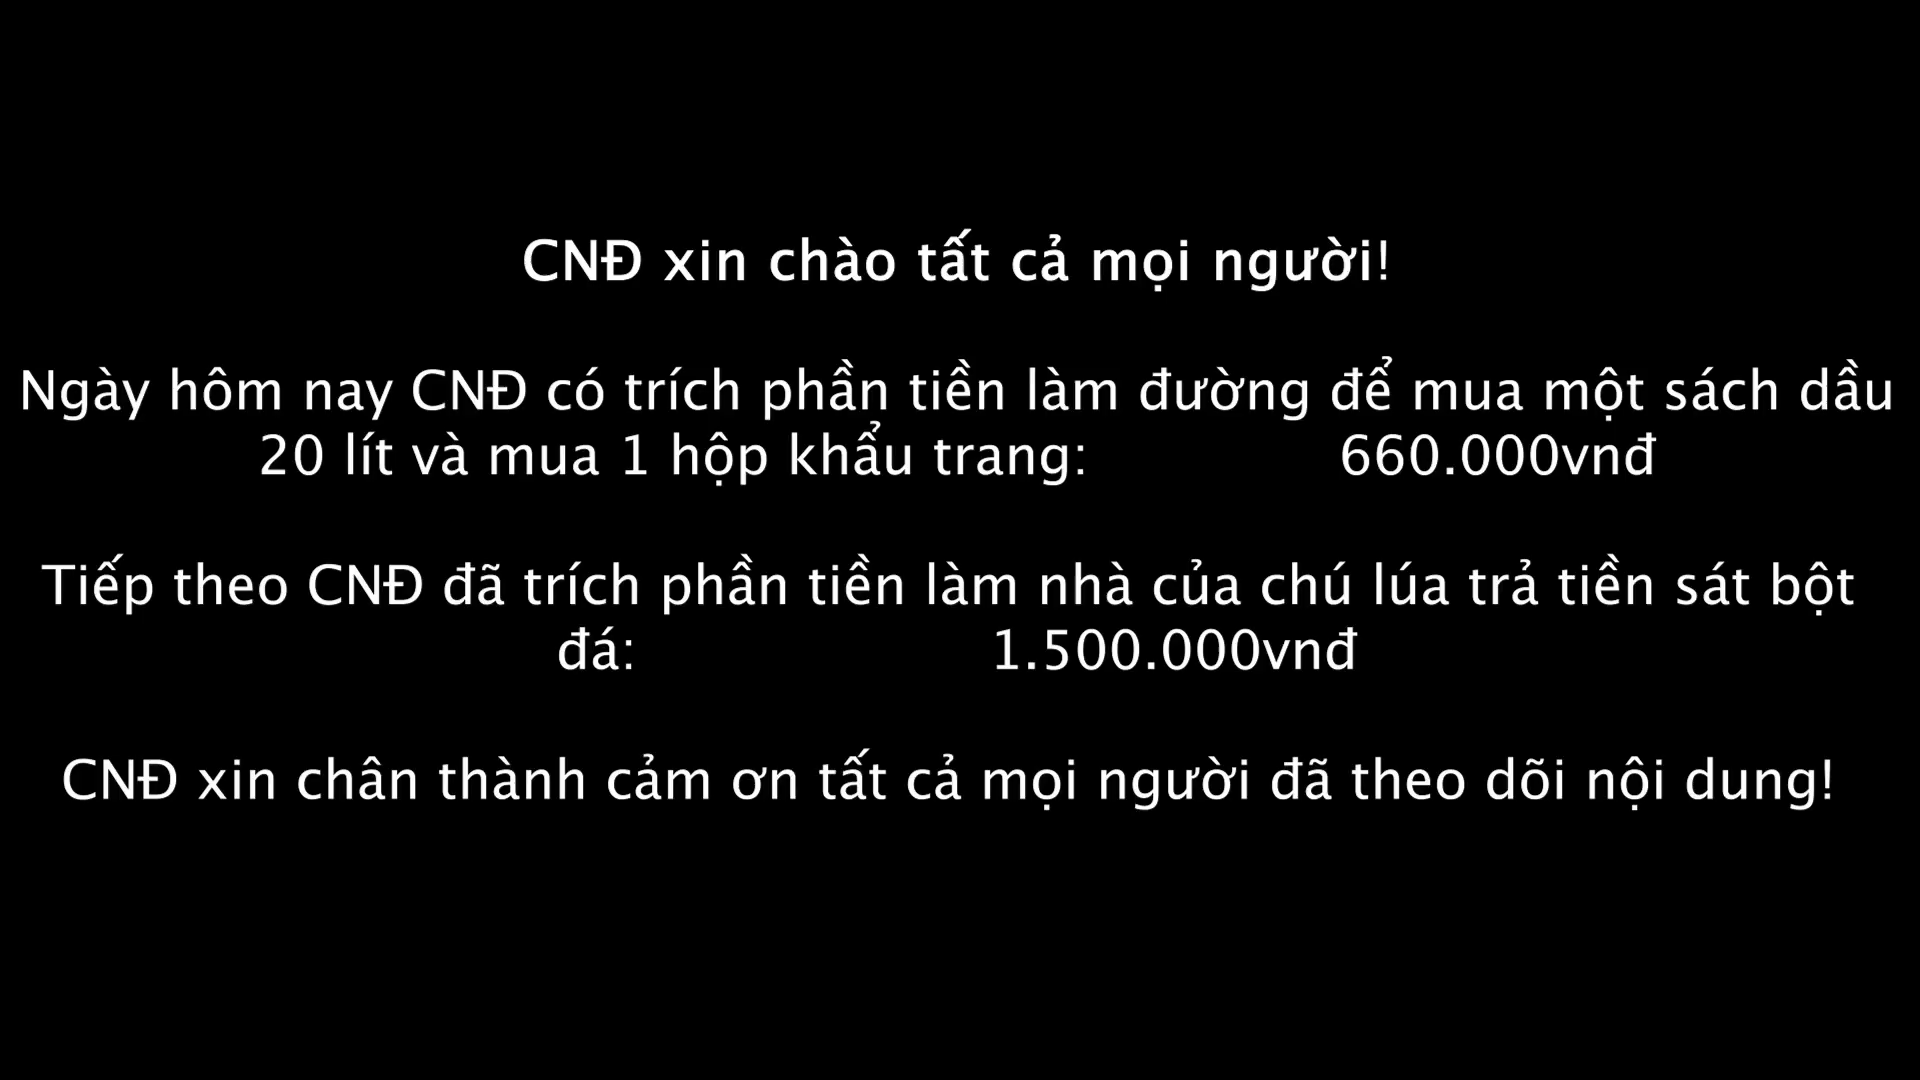 CNĐ xin chào tất cả mọi người!
Ngày hôm nay CNĐ có trích phần tiền làm đường để mua một sách dầu
20 lít và mua 1 hộp khẩu trang: 660.000vnđ
Tiếp theo CNĐ đã trích phần tiền làm nhà của chú lúa trả tiền sát bột
đá: 1.500.000vnđ
CNĐ xin chân thành cảm ơn tất cả mọi người đã theo dõi nội dung!